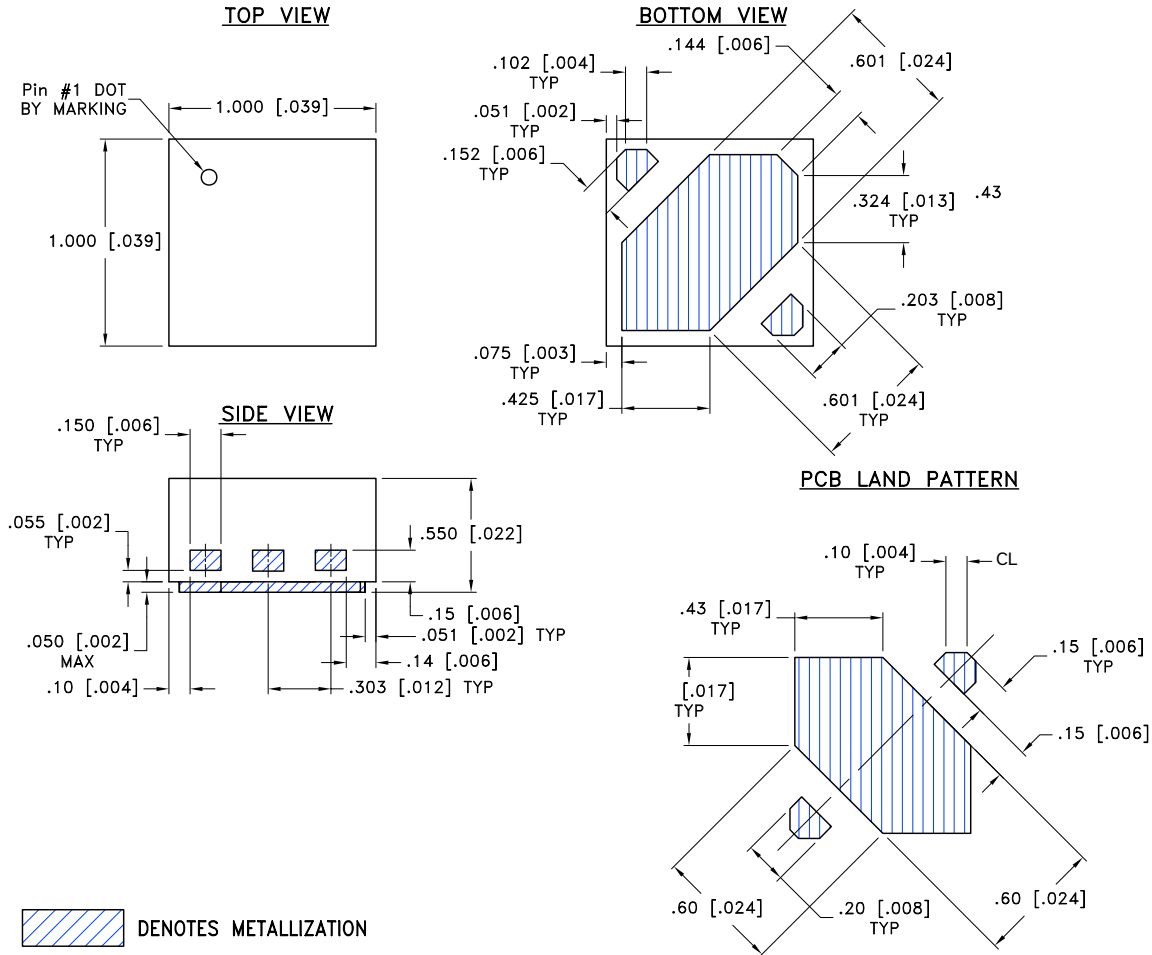 TOP VIEW
Pin #1 DOT
BY MARKING
1.000 [.039]
1.000 [.039]
BOTTOM VIEW
.144 [.006]
.601 [.024]
.102 [.004]
TYP
.051 [.002]
TYP
.152 [.006]
TYP
.324 [.013]
TYP
.43
.203 [.008]
TYP
.075 [.003]
TYP
.425 [.017]
TYP
.601 [.024]
TYP
SIDE VIEW
.150 [.006]
TYP
.055 [.002]
TYP
.550 [.022]
.050 [.002]
MAX
.15 [.006]
.051 [.002] TYP
.14 [.006]
.10 [.004]
.303 [.012] TYP
PCB LAND PATTERN
.10 [.004]
TYP
CL
.43 [.017]
TYP
.15 [.006]
TYP
[.017]
TYP
.15 [.006]
.60 [.024]
.20 [.008]
TYP
.60 [.024]
DENOTES METALLIZATION